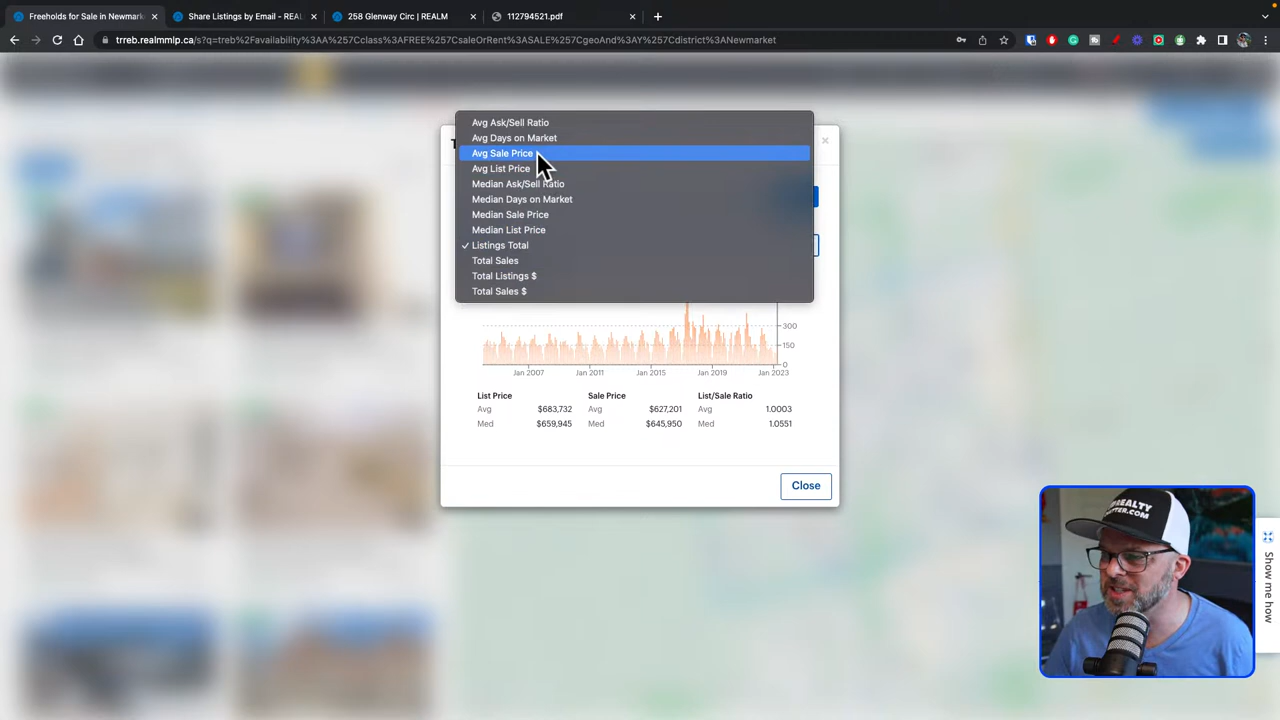 Freeholds for Sale in Newmark
Share Listings by Email - REAL
258 Glenway Circ | REALM
112794521.pdf
trreb.realmmlp.ca/s?q=treb%2Favailability%3AA%257Cclass%3AFREE%257CsaleOrRent%3ASALE%257CgeoAnd%3AY%257Cdistrict%3ANewmarket
Avg Ask/Sell Ratio
Avg Days on Market
Avg Sale Price
Avg List Price
Median Ask/Sell Ratio
Median Days on Market
Median Sale Price
Median List Price
✓ Listings Total
Total Sales
Total Listings $
Total Sales $
300
150
0
Jan 2007 Jan 2011 Jan 2015 Jan 2019 Jan 2023
List Price Sale Price List/Sale Ratio
Avg $683,732 Avg $627,201 Avg 1.0003
Med $659,945 Med $645,950 Med 1.0551
Close
REALTY
.COM
Show me how